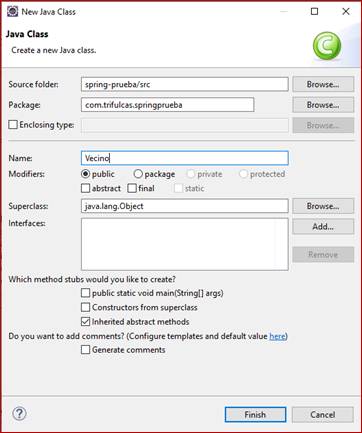 New Java Class
Java Class
Create a new Java class.
C
Source folder: spring-prueba/src Browse...
Package: com.trifulcas.springprueba Browse...
Enclosing type: Browse...
Name: Vecino
Modifiers: public package private protected
abstract final static
Superclass: java.lang.Object Browse...
Interfaces: Add...
Remove
Which method stubs would you like to create?
public static void main(String[] args)
Constructors from superclass
Inherited abstract methods
Do you want to add comments? (Configure templates and default value here)
Generate comments
? Finish Cancel